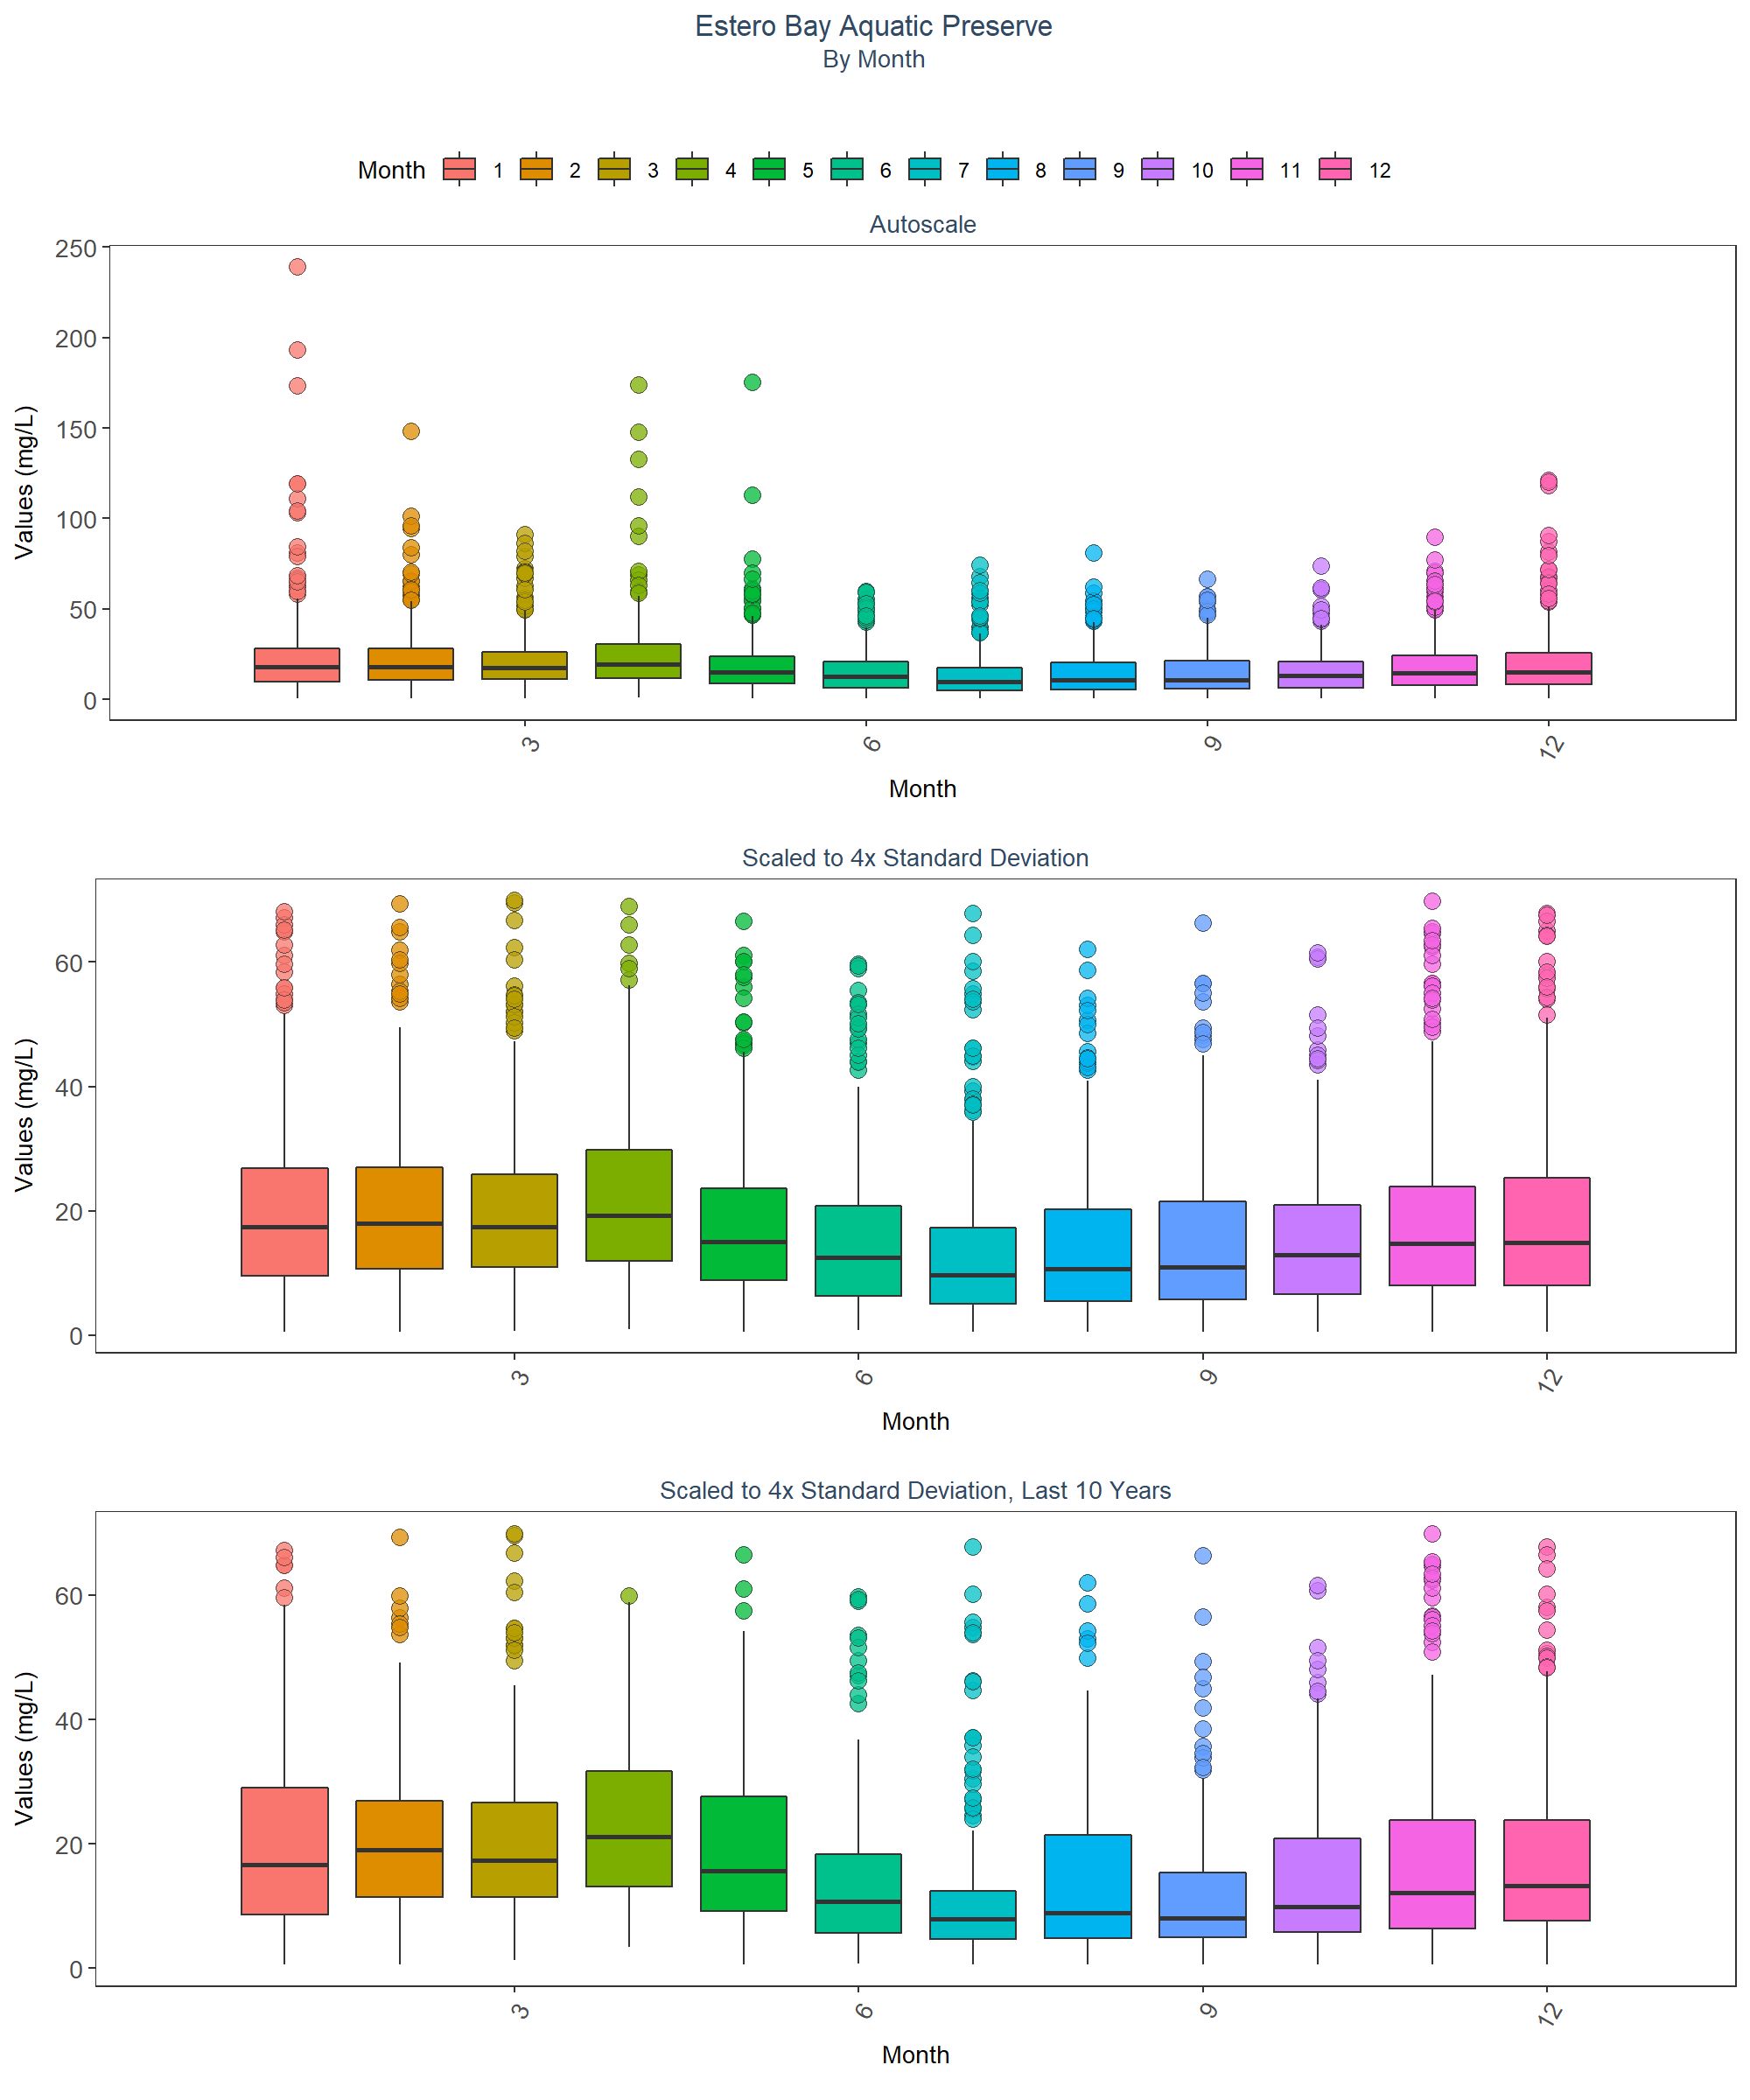 Estero Bay Aquatic Preserve
By Month
Month 1 2 3 4 5 6 7 8 9 10 11 12
Autoscale
Values (mg/L)
250
200
150
100
50
0
3 6 9 12
Month
Scaled to 4x Standard Deviation
Values (mg/L)
60
40
20
0
3 6 9 12
Month
Scaled to 4x Standard Deviation, Last 10 Years
Values (mg/L)
60
40
20
0
3 6 9 12
Month